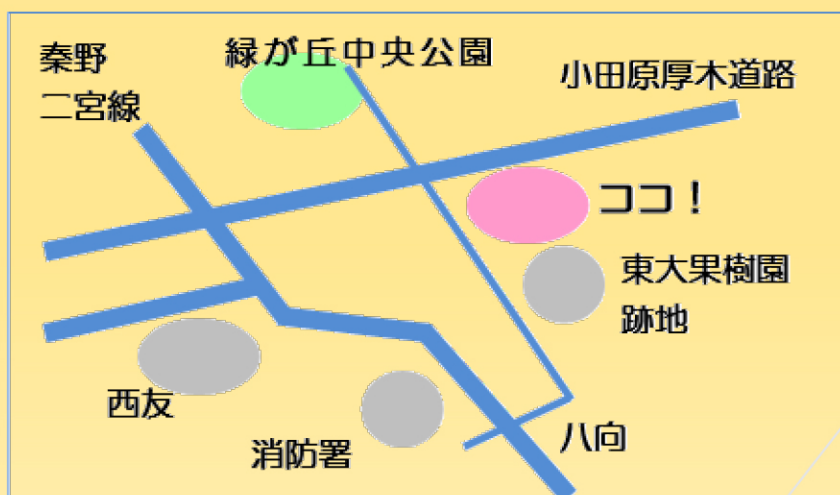 秦野
二宮線
緑が丘中央公園
小田原厚木道路
ココ！
東大果樹園
跡地
西友
消防署
八向